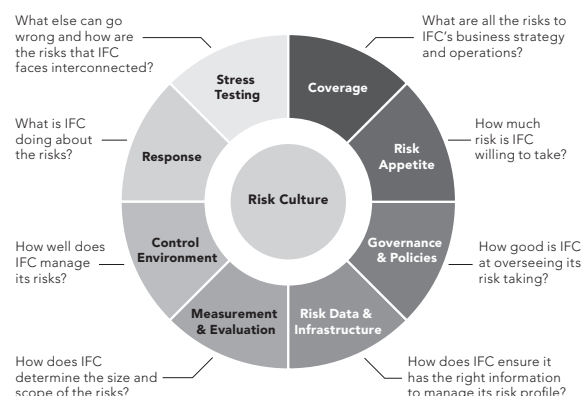 What else can go
wrong and how are
the risks that IFC
faces interconnected?
What are all the risks to
IFC's business strategy
and operations?
Stress
Testing
Coverage
What is IFC
doing about
the risks?
Response
Risk
Appetite
How much
risk is IFC
willing to take?
Risk Culture
How well does
IFC manage
its risks?
Control
Environment
Governance
& Policies
How good is IFC
at overseeing its
risk taking?
Measurement
& Evaluation
Risk Data &
Infrastructure
How does IFC
determine the size and
scope of the risks?
How does IFC ensure it
has the right information
to manage its risk profile?